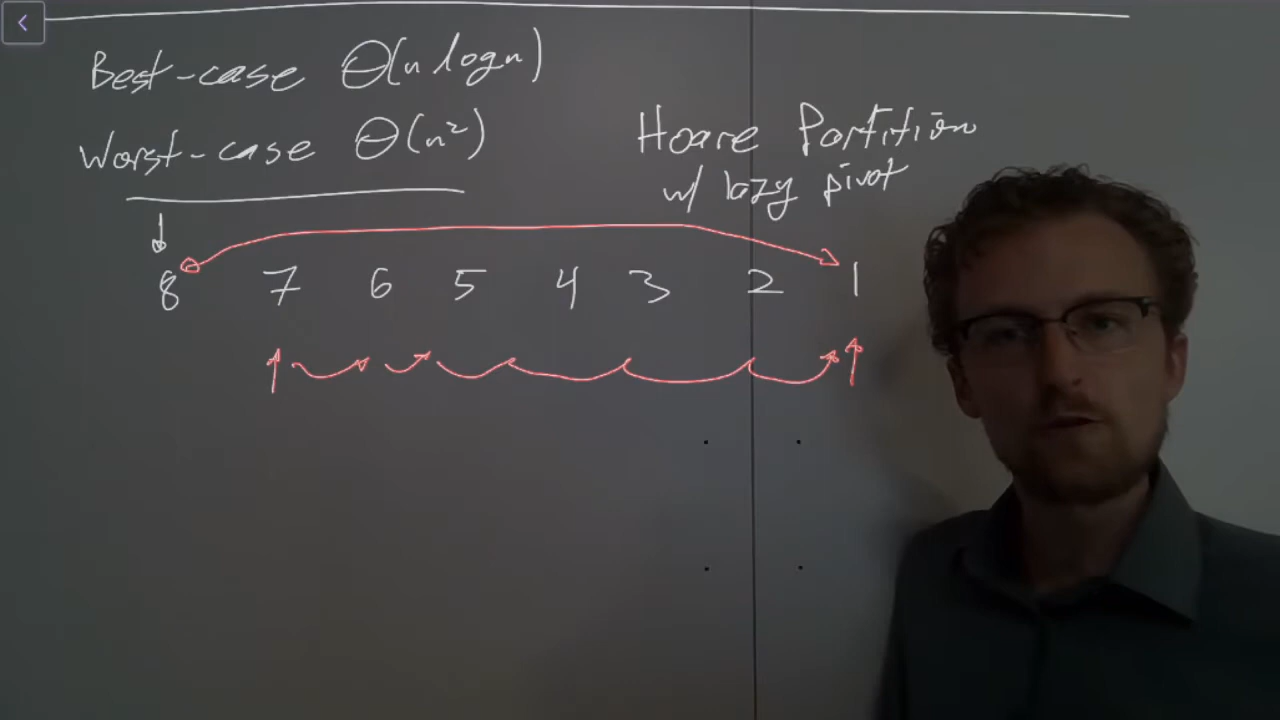 Best-case Θ(n log n)
Worst-case Θ(n²)
Hoare Partition
w/ lazy pivot
8 7 6 5 4 3 2 1